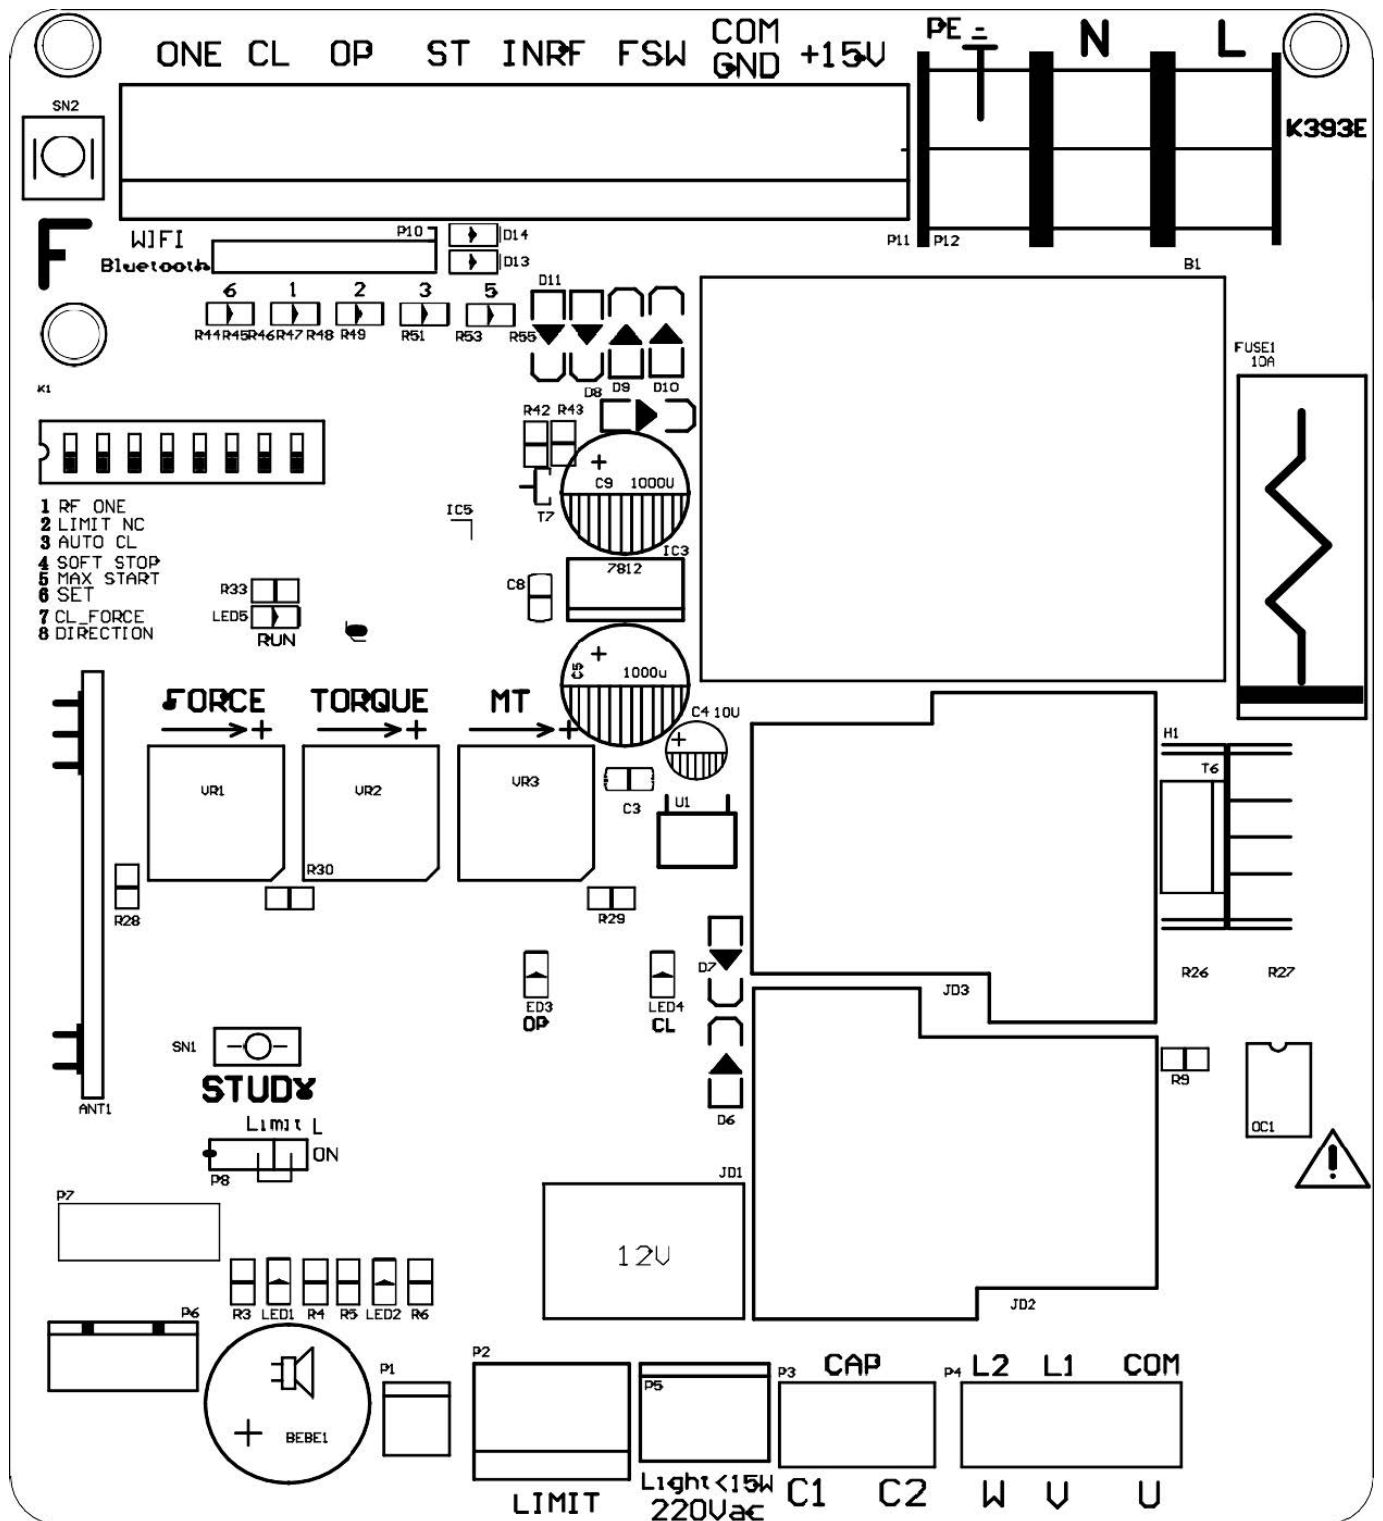 ONE CL OP ST INRF FSW COM GND +15V PE N L
SN2
K393E
F
WIFI
Bluetooth
P10
D14
D13
P11 P12
B1
6 1 2 3 5
D11
R44 R45 R46 R47 R48 R49 R51 R53 R55
D8 D9 D10
FUSE1
10A
K1
R42 R43
C9 1000U
T7
IC5
IC3
7812
C8
1 RF ONE
2 LIMIT NC
3 AUTO CL
4 SOFT STOP
5 MAX START
6 SET
7 CL_FORCE
8 DIRECTION
R33
LED5
RUN
C5 1000u
FORCE TORQUE MT
+ + +
C4 10U
H1
T6
VR1 VR2 VR3
C3
U1
R30
R28
R29
D7
R26 R27
ED3 LED4
OP CL
JD3
SN1
STUDY
ANT1
R9
OC1
D6
Limit L
ON
P8
JD1
P7
12V
R3 LED1 R4 R5 LED2 R6
P6
JD2
BEBE1
P1
P2
P5
P3 CAP
P4 L2 L1 COM
LIMIT
Light<15W
220Vac
C1 C2
W V U